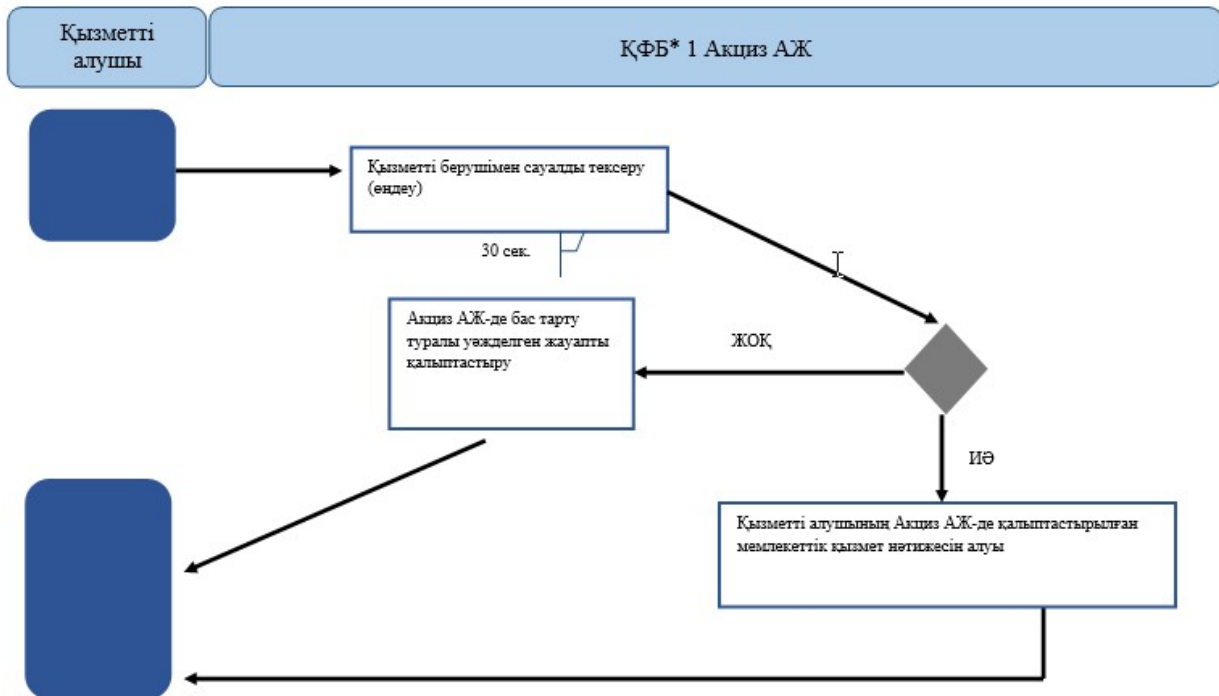 Қызметті
алушы
ҚФБ* 1 Акциз АЖ
Қызметті берушімен сауалды тексеру
(өңдеу)
30 сек.
Акциз АЖ-де бас тарту
туралы уәжделген жауапты
қалыптастыру
ЖОҚ
ИӘ
Қызметті алушының Акциз АЖ-де қалыптастырылған
мемлекеттік қызмет нәтижесін алуы